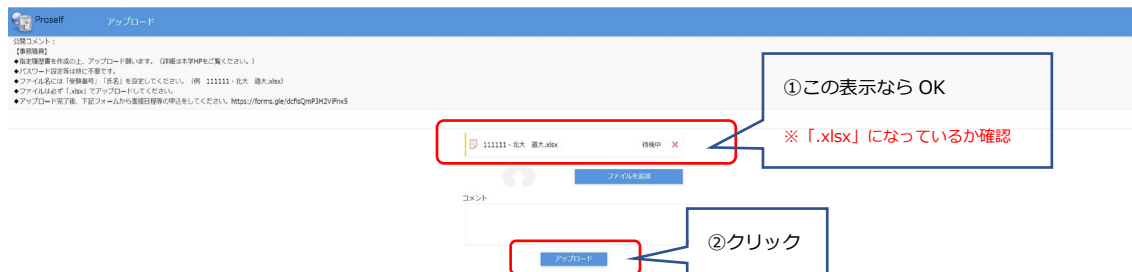 Proself
アップロード
公開コメント：
【事務職員】
◆指定履歴書を作成の上、アップロード願います。（詳細は本学HPをご覧ください。）
◆パスワード設定等は特に不要です。
◆ファイル名には「受験番号」「氏名」を設定してください。（例　111111・北大　道大.xlsx）
◆ファイルは必ず「.xlsx」でアップロードしてください。
◆アップロード完了後、下記フォームから面接日程等の申込をしてください。https://forms.gle/dcfisQmP3H2ViFnx5
①この表示なら OK
※「.xlsx」になっているか確認
111111・北大　道大.xlsx
待機中
ファイルを追加
コメント
②クリック
アップロード